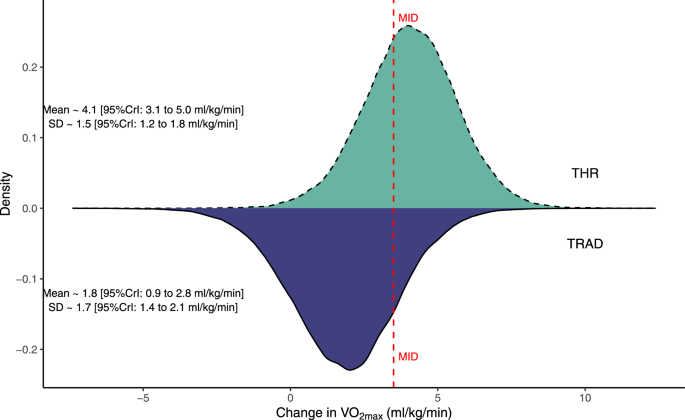 MID
0.2
Mean ~ 4.1 [95%CrI: 3.1 to 5.0 ml/kg/min]
SD ~ 1.5 [95%CrI: 1.2 to 1.8 ml/kg/min]
0.1
THR
Density
0.0
TRAD
−0.1
Mean ~ 1.8 [95%CrI: 0.9 to 2.8 ml/kg/min]
SD ~ 1.7 [95%CrI: 1.4 to 2.1 ml/kg/min]
−0.2
MID
−5 0 5 10
Change in VO2max (ml/kg/min)